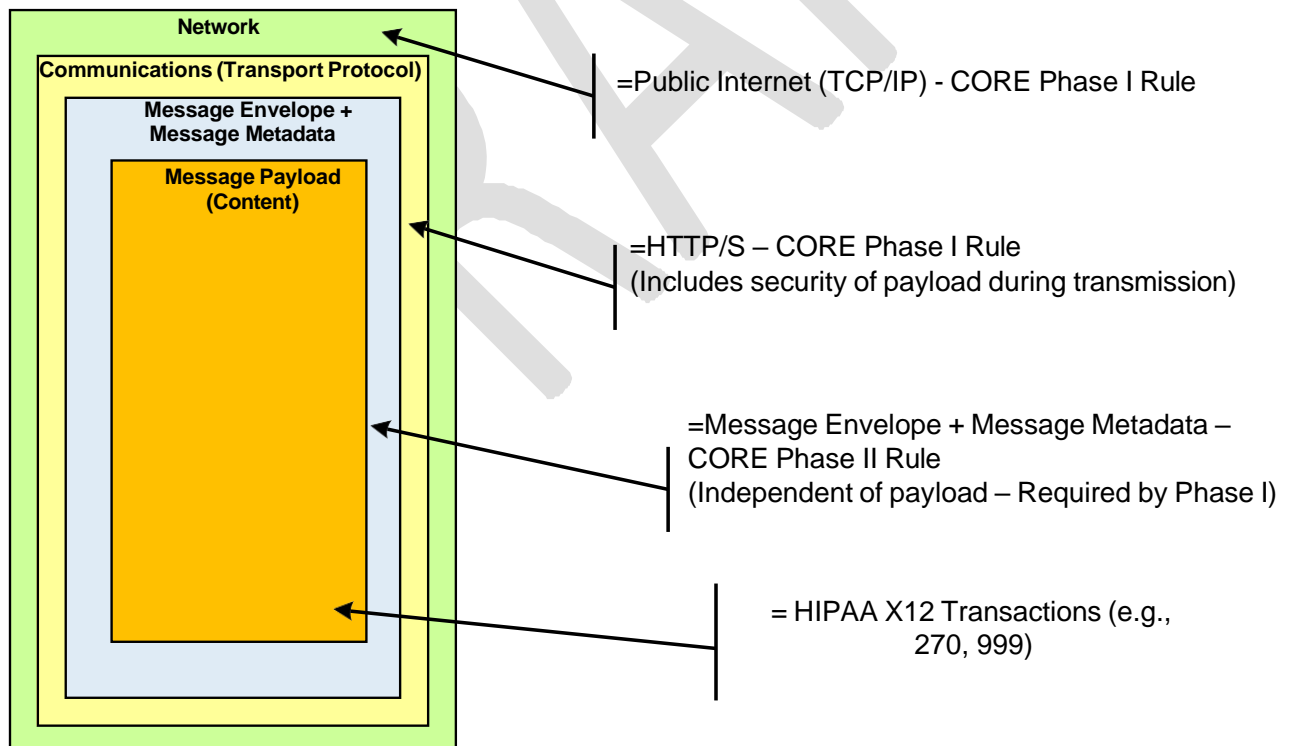 Network
Communications (Transport Protocol)
Message Envelope +
Message Metadata
Message Payload
(Content)
=Public Internet (TCP/IP) - CORE Phase I Rule
=HTTP/S – CORE Phase I Rule
(Includes security of payload during transmission)
=Message Envelope + Message Metadata –
CORE Phase II Rule
(Independent of payload – Required by Phase I)
= HIPAA X12 Transactions (e.g.,
270, 999)